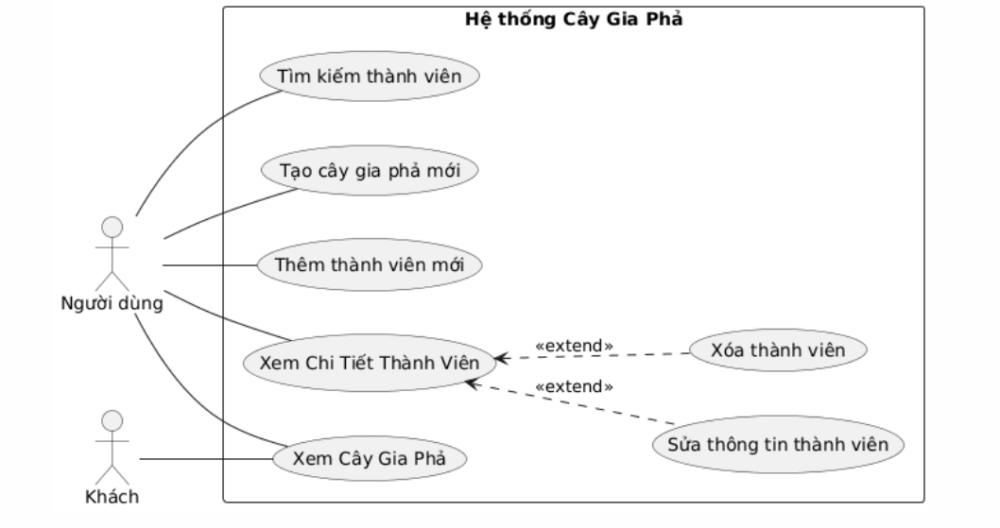 Hệ thống Cây Gia Phả
Tìm kiếm thành viên
Tạo cây gia phả mới
Thêm thành viên mới
Người dùng
Xem Chi Tiết Thành Viên
«extend»
Xóa thành viên
«extend»
Sửa thông tin thành viên
Xem Cây Gia Phả
Khách